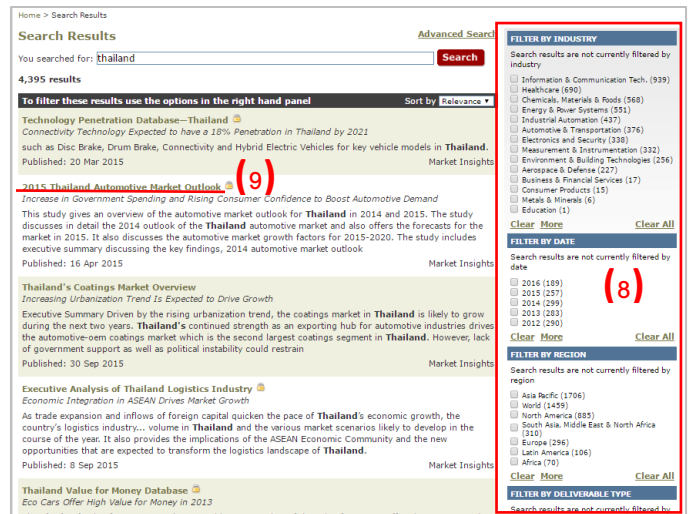 Home > Search Results
Search Results
Advanced Search
You searched for: thailand
Search
4,395 results
To filter these results use the options in the right hand panel
Sort by Relevance
Technology Penetration Database—Thailand
Connectivity Technology Expected to have a 18% Penetration in Thailand by 2021
such as Disc Brake, Drum Brake, Connectivity and Hybrid Electric Vehicles for key vehicle models in Thailand.
Published: 20 Mar 2015
Market Insights
2015 Thailand Automotive Market Outlook
(9)
Increase in Government Spending and Rising Consumer Confidence to Boost Automotive Demand
This study gives an overview of the automotive market outlook for Thailand in 2014 and 2015. The study
discusses in detail the 2014 outlook of the Thailand automotive market and also offers the forecasts for the
market in 2015. It also discusses the automotive market growth factors for 2015-2020. The study includes
executive summary discussing the key findings, 2014 automotive market outlook
Published: 16 Apr 2015
Market Insights
Thailand's Coatings Market Overview
Increasing Urbanization Trend Is Expected to Drive Growth
Executive Summary Driven by the rising urbanization trend, the coatings market in Thailand is likely to grow
during the next two years. Thailand's continued strength as an exporting hub for automotive industries drives
the automotive-oem coatings market which is the second largest coatings segment in Thailand. However, lack
of government support as well as political instability could restrain
Published: 30 Sep 2015
Market Insights
Executive Analysis of Thailand Logistics Industry
Economic Integration in ASEAN Drives Market Growth
As trade expansion and inflows of foreign capital quicken the pace of Thailand's economic growth, the
country's logistics industry... volume in Thailand and the various market scenarios likely to develop in the
course of the year. It also provides the implications of the ASEAN Economic Community and the new
opportunities that are expected to transform the logistics landscape of Thailand.
Published: 8 Sep 2015
Market Insights
Thailand Value for Money Database
Eco Cars Offer High Value for Money in 2013
FILTER BY INDUSTRY
Search results are not currently filtered by
industry
Information & Communication Tech. (939)
Healthcare (690)
Chemicals, Materials & Foods (568)
Energy & Power Systems (551)
Industrial Automation (437)
Automotive & Transportation (376)
Electronics and Security (338)
Measurement & Instrumentation (332)
Environment & Building Technologies (256)
Aerospace & Defense (227)
Business & Financial Services (17)
Consumer Products (15)
Metals & Minerals (6)
Education (1)
Clear More Clear All
FILTER BY DATE
Search results are not currently filtered by
date
2016 (189)
2015 (257)
2014 (299)
2013 (283)
2012 (290)
(8)
Clear More Clear All
FILTER BY REGION
Search results are not currently filtered by
region
Asia Pacific (1706)
World (1459)
North America (885)
South Asia, Middle East & North Africa
(310)
Europe (296)
Latin America (106)
Africa (70)
Clear More Clear All
FILTER BY DELIVERABLE TYPE
Search results are not currently filtered by